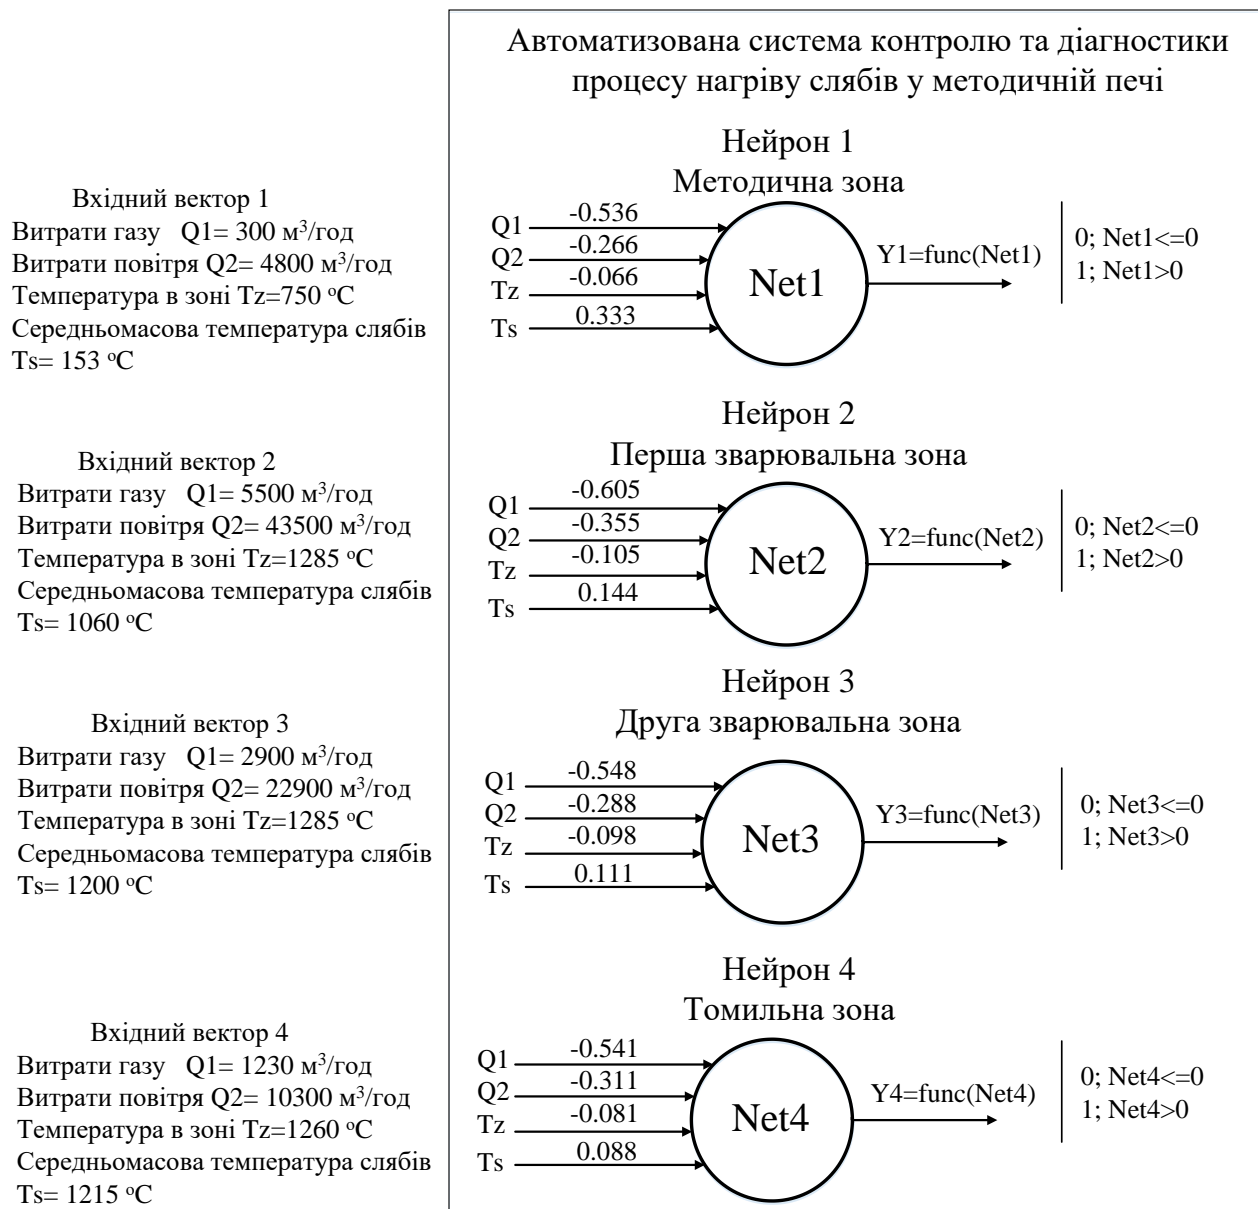 Автоматизована система контролю та діагностики
процесу нагріву слябів у методичній печі
Вхідний вектор 1
Витрати газу Q1= 300 м³/год
Витрати повітря Q2= 4800 м³/год
Температура в зоні Tz=750 °C
Середньомасова температура слябів
Ts= 153 °C
Нейрон 1
Методична зона
Q1 -0.536
Q2 -0.266
Tz -0.066
Ts 0.333
Net1
Y1=func(Net1)
0; Net1<=0
1; Net1>0
Вхідний вектор 2
Витрати газу Q1= 5500 м³/год
Витрати повітря Q2= 43500 м³/год
Температура в зоні Tz=1285 °C
Середньомасова температура слябів
Ts= 1060 °C
Нейрон 2
Перша зварювальна зона
Q1 -0.605
Q2 -0.355
Tz -0.105
Ts 0.144
Net2
Y2=func(Net2)
0; Net2<=0
1; Net2>0
Вхідний вектор 3
Витрати газу Q1= 2900 м³/год
Витрати повітря Q2= 22900 м³/год
Температура в зоні Tz=1285 °C
Середньомасова температура слябів
Ts= 1200 °C
Нейрон 3
Друга зварювальна зона
Q1 -0.548
Q2 -0.288
Tz -0.098
Ts 0.111
Net3
Y3=func(Net3)
0; Net3<=0
1; Net3>0
Вхідний вектор 4
Витрати газу Q1= 1230 м³/год
Витрати повітря Q2= 10300 м³/год
Температура в зоні Tz=1260 °C
Середньомасова температура слябів
Ts= 1215 °C
Нейрон 4
Томильна зона
Q1 -0.541
Q2 -0.311
Tz -0.081
Ts 0.088
Net4
Y4=func(Net4)
0; Net4<=0
1; Net4>0